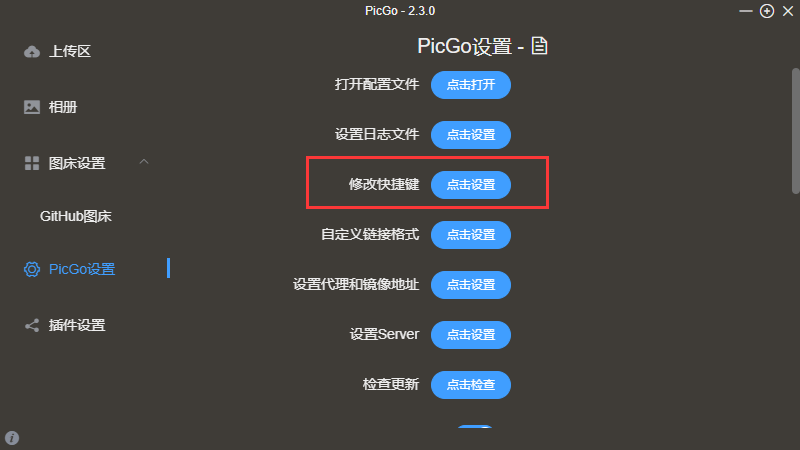 PicGo - 2.3.0
上传区
相册
图床设置
GitHub图床
PicGo设置
插件设置
PicGo设置 -
打开配置文件 点击打开
设置日志文件 点击设置
修改快捷键 点击设置
自定义链接格式 点击设置
设置代理和镜像地址 点击设置
设置Server 点击设置
检查更新 点击检查